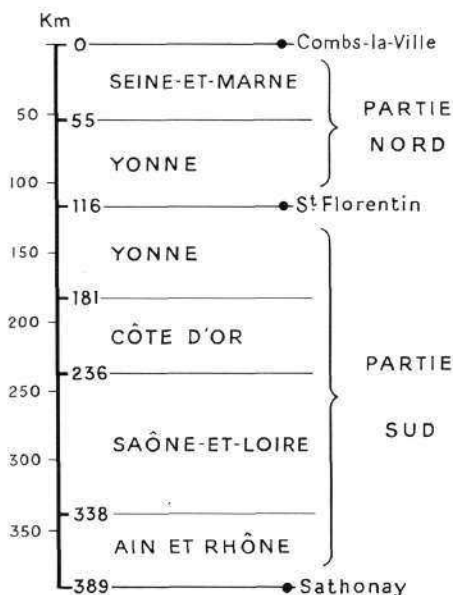 Km
0 Combs-la-Ville
SEINE-ET-MARNE
50
55
PARTIE
NORD
YONNE
100
116 St Florentin
YONNE
150
181
200
CÔTE D'OR
236
PARTIE
250
SUD
SAÔNE-ET-LOIRE
300
338
350
AIN ET RHÔNE
389 Sathonay